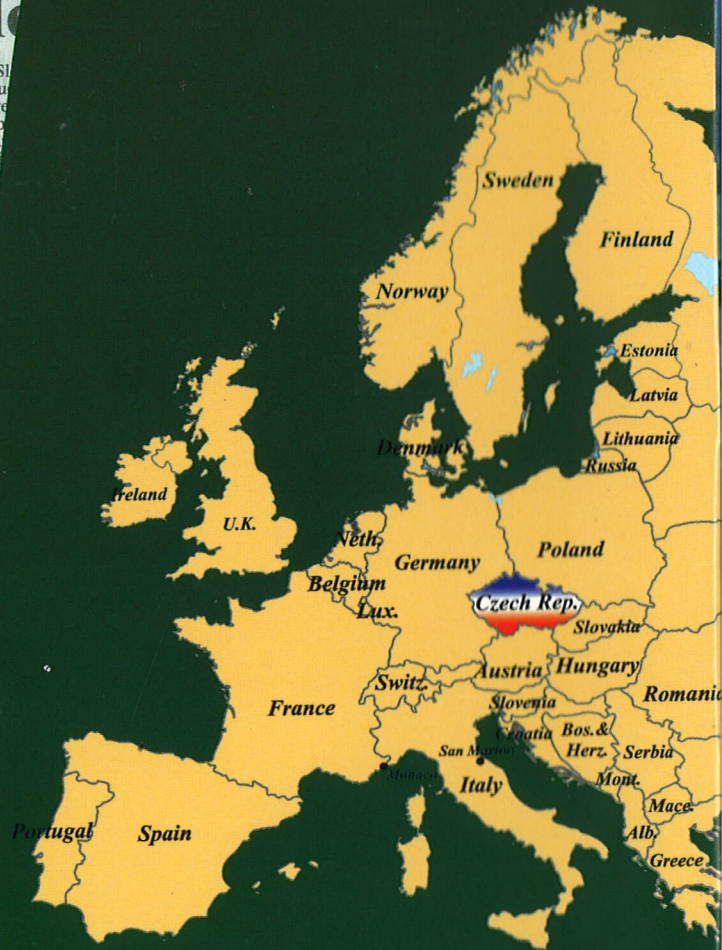 Sweden
Finland
Norway
Estonia
Latvia
Denmark
Lithuania
Russia
Ireland
U.K.
Neth.
Germany
Poland
Belgium
Czech Rep.
Lux.
Slovakia
Switz.
Austria
Hungary
Romania
France
Slovenia
Croatia
Bos.&
Herz.
San Marino
Serbia
Monaco
Mont.
Italy
Mace.
Portugal
Spain
Alb.
Greece